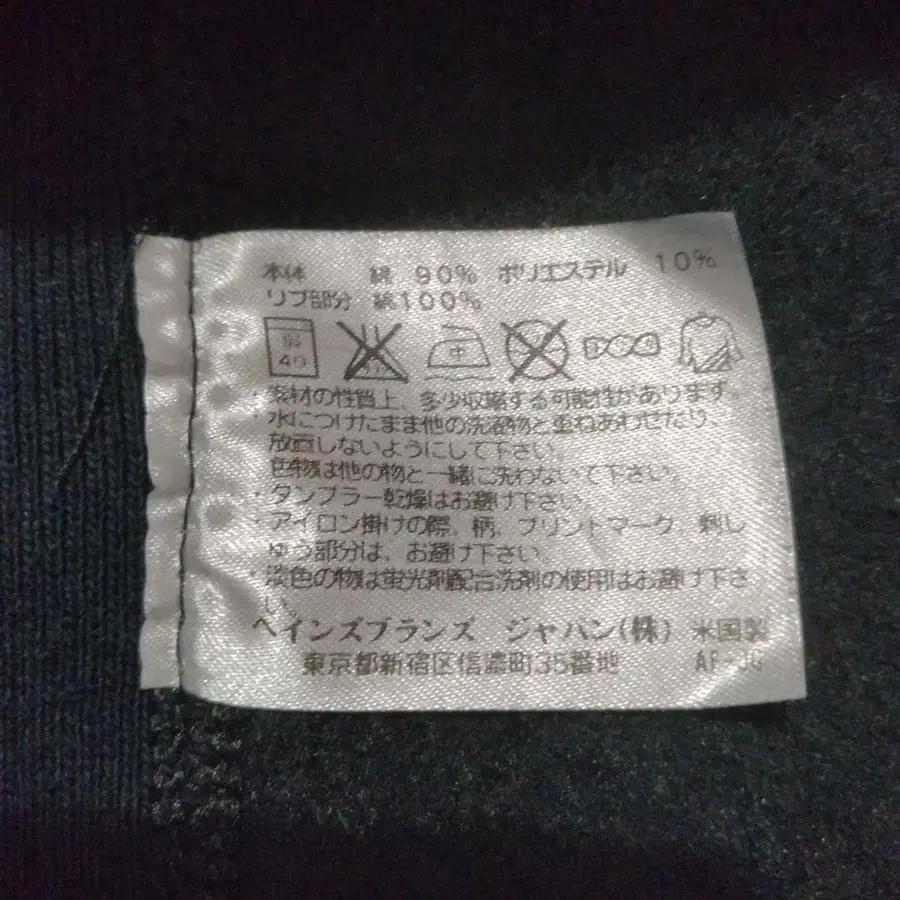 本体 綿 90% ポリエステル 10%
リブ部分 綿100%
弱 40 中
・素材の性質上、多少収縮する可能性があります。
・水につけたまま他の洗濯物と重ねあわせたり、
放置しないようにして下さい。
色物は他の物と一緒に洗わないて下さい。
・タンブラー乾燥はお避け下さい。
・アイロン掛けの際、柄、プリントマーク、刺し
ゅう部分は、お避け下さい。
・淡色の物は蛍光剤配合洗剤の使用はお避け下さ
い。
ヘインズブランズ ジャパン(株) 米国製
東京都新宿区信濃町35番地